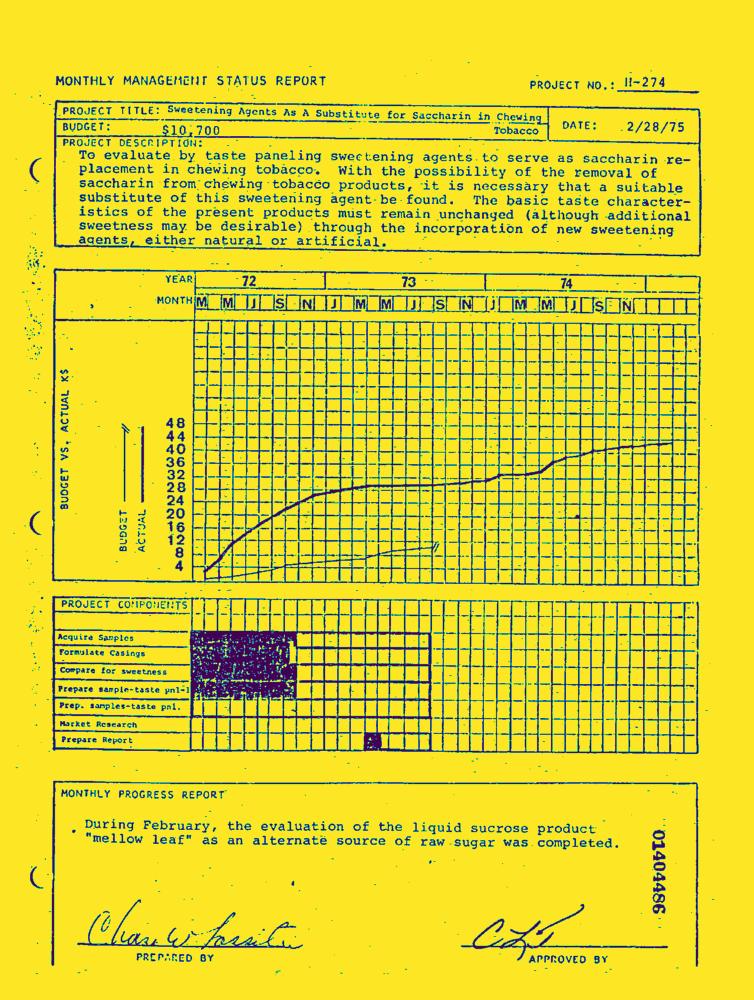 MONTHLY MANAGEMENT STATUS REPORT
PROJECT NO.: II-274
PROJECT TITLE: Sweetening Agents As A Substitute for Saccharin in Chewing
Tobacco
BUDGET: $10,700
DATE: 2/28/75
PROJECT DESCRIPTION:
To evaluate by taste paneling sweetening agents to serve as saccharin re-
placement in chewing tobacco. With the possibility of the removal of
saccharin from chewing tobacco products, it is necessary that a suitable
substitute of this sweetening agent be found. The basic taste character-
istics of the present products must remain unchanged (although additional
sweetness may be desirable) through the incorporation of new sweetening
agents, either natural or artificial.
YEAR 72 73 74
MONTH M M J S N J M M J S N J M M J S N
BUDGET VS. ACTUAL K$
BUDGET
ACTUAL
48
44
40
36
32
28
24
20
16
12
8
4
PROJECT COMPONENTS
Acquire Samples
Formulate Casings
Compare for sweetness
Prepare sample-taste pnl-1
Prep. samples-taste pnl.
Market Research
Prepare Report
MONTHLY PROGRESS REPORT
During February, the evaluation of the liquid sucrose product
"mellow leaf" as an alternate source of raw sugar was completed.
01404486
PREPARED BY
APPROVED BY